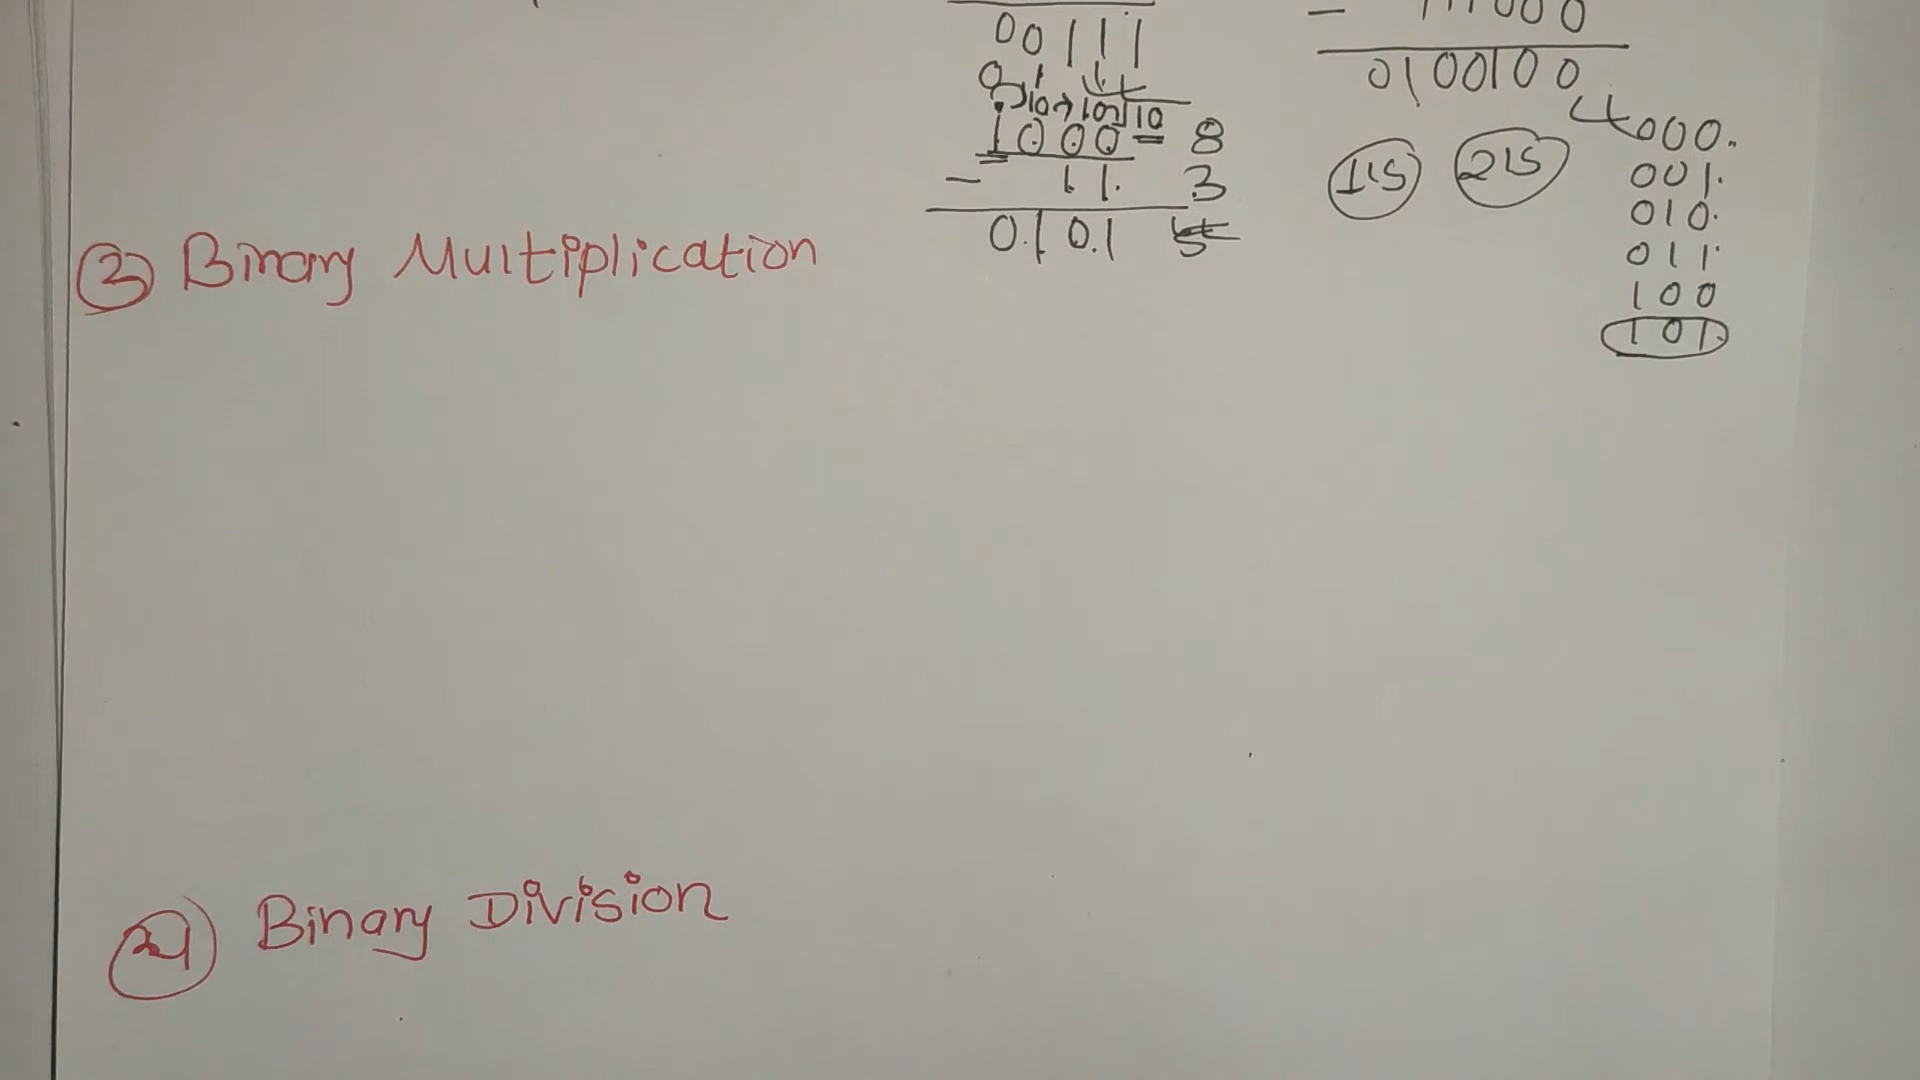 00111
1000 8
- 11 3
0101 5
000
0100100
1'S 2'S
000
001
010
011
100
101
③ Binary Multiplication
④ Binary Division